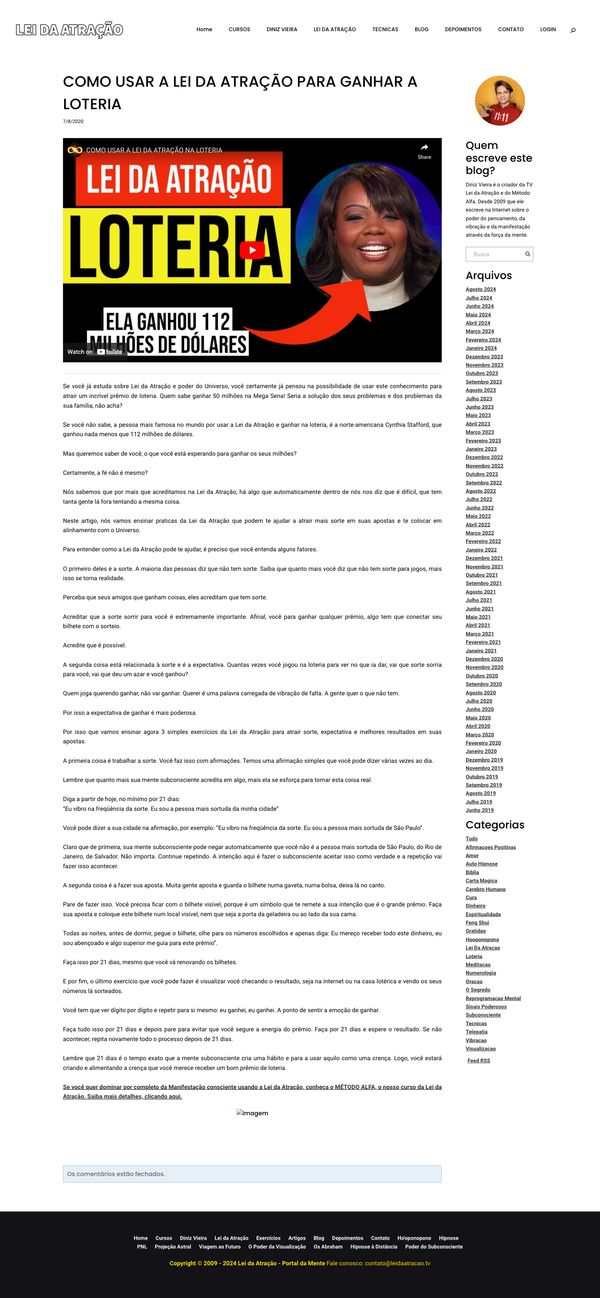 LEI DA ATRAÇÃO
Home CURSOS DINIZ VIEIRA LEI DA ATRAÇÃO TECNICAS BLOG DEPOIMENTOS CONTATO LOGIN
COMO USAR A LEI DA ATRAÇÃO PARA GANHAR A
LOTERIA
7/8/2020
COMO USAR A LEI DA ATRAÇÃO NA LOTERIA
Share
LEI DA ATRAÇÃO
LOTERIA
ELA GANHOU 112
MILHÕES DE DÓLARES
Watch on YouTube
Se você já estuda sobre Lei da Atração e poder do Universo, você certamente já pensou na possibilidade de usar este conhecimento para
atrair um incrível prêmio de loteria. Quem sabe ganhar 50 milhões na Mega Sena! Seria a solução dos seus problemas e dos problemas da
sua família, não acha?
Se você não sabe, a pessoa mais famosa no mundo por usar a Lei da Atração e ganhar na loteria, é a norte-americana Cynthia Stafford, que
ganhou nada menos que 112 milhões de dólares.
Mas queremos saber de você, o que você está esperando para ganhar os seus milhões?
Certamente, a fé não é mesmo?
Nós sabemos que por mais que acreditamos na Lei da Atração, há algo que automaticamente dentro de nós nos diz que é difícil, que tem
tanta gente lá fora tentando a mesma coisa.
Neste artigo, nós vamos ensinar praticas da Lei da Atração que podem te ajudar a atrair mais sorte em suas apostas e te colocar em
alinhamento com o Universo.
Para entender como a Lei da Atração pode te ajudar, é preciso que você entenda alguns fatores.
O primeiro deles é a sorte. A maioria das pessoas diz que não tem sorte. Saiba que quanto mais você diz que não tem sorte para jogos, mais
isso se torna realidade.
Perceba que seus amigos que ganham coisas, eles acreditam que tem sorte.
Acreditar que a sorte sorrir para você é extremamente importante. Afinal, você para ganhar qualquer prêmio, algo tem que conectar seu
bilhete com o sorteio.
Acredite que é possível.
A segunda coisa está relacionada à sorte e é a expectativa. Quantas vezes você jogou na loteria para ver no que ia dar, vai que sorte sorria
para você, vai que deu um azar e você ganhou?
Quem joga querendo ganhar, não vai ganhar. Querer é uma palavra carregada de vibração de falta. A gente quer o que não tem.
Por isso a expectativa de ganhar é mais poderosa.
Por isso que vamos ensinar agora 3 simples exercícios da Lei da Atração para atrair sorte, expectativa e melhores resultados em suas
apostas.
A primeira coisa é trabalhar a sorte. Você faz isso com afirmações. Temos uma afirmação simples que você pode dizer várias vezes ao dia.
Lembre que quanto mais sua mente subconsciente acredita em algo, mais ela se esforça para tornar esta coisa real.
Diga a partir de hoje, no mínimo por 21 dias:
"Eu vibro na freqüência da sorte. Eu sou a pessoa mais sortuda da minha cidade"
Você pode dizer a sua cidade na afirmação, por exemplo: "Eu vibro na freqüência da sorte. Eu sou a pessoa mais sortuda de São Paulo".
Claro que de primeira, sua mente subconsciente pode negar automaticamente que você não é a pessoa mais sortuda de São Paulo, do Rio de
Janeiro, de Salvador. Não importa. Continue repetindo. A intenção aqui é fazer o subconsciente aceitar isso como verdade e a repetição vai
fazer isso acontecer.
A segunda coisa é a fazer sua aposta. Muita gente aposta e guarda o bilhete numa gaveta, numa bolsa, deixa lá no canto.
Pare de fazer isso. Você precisa ficar com o bilhete visível, porque é um símbolo que te remete a sua intenção que é o grande prêmio. Faça
sua aposta e coloque este bilhete num local visível, nem que seja a porta da geladeira ou ao lado da sua cama.
Todas as noites, antes de dormir, pegue o bilhete, olhe para os números escolhidos e apenas diga: Eu mereço receber todo este dinheiro, eu
sou abençoado e algo superior me guia para este prêmio".
Faça isso por 21 dias, mesmo que você vá renovando os bilhetes.
E por fim, o último exercício que você pode fazer é visualizar você checando o resultado, seja na internet ou na casa lotérica e vendo os seus
números lá sorteados.
Você tem que ver dígito por dígito e repetir para si mesmo: eu ganhei, eu ganhei. A ponto de sentir a emoção de ganhar.
Faça tudo isso por 21 dias e depois pare para evitar que você segure a energia do prêmio. Faça por 21 dias e espere o resultado. Se não
acontecer, repita novamente todo o processo depois de 21 dias.
Lembre que 21 dias é o tempo exato que a mente subconsciente cria uma hábito e para a usar aquilo como uma crença. Logo, você estará
criando e alimentando a crença que você merece receber um bom prêmio de loteria.
Se você quer dominar por completo da Manifestação consciente usando a Lei da Atração, conheça o MÉTODO ALFA, o nosso curso da Lei da
Atração. Saiba mais detalhes, clicando aqui.
Imagem
Os comentários estão fechados.
11:11
Quem
escreve este
blog?
Diniz Vieira é o criador da TV
Lei da Atração e do Método
Alfa. Desde 2009 que ele
escreve na Internet sobre o
poder do pensamento, da
vibração e da manifestação
através da força da mente.
Busca
Arquivos
Agosto 2024
Julho 2024
Junho 2024
Maio 2024
Abril 2024
Março 2024
Fevereiro 2024
Janeiro 2024
Dezembro 2023
Novembro 2023
Outubro 2023
Setembro 2023
Agosto 2023
Julho 2023
Junho 2023
Maio 2023
Abril 2023
Março 2023
Fevereiro 2023
Janeiro 2023
Dezembro 2022
Novembro 2022
Outubro 2022
Setembro 2022
Agosto 2022
Julho 2022
Junho 2022
Maio 2022
Abril 2022
Março 2022
Fevereiro 2022
Janeiro 2022
Dezembro 2021
Novembro 2021
Outubro 2021
Setembro 2021
Agosto 2021
Julho 2021
Junho 2021
Maio 2021
Abril 2021
Março 2021
Fevereiro 2021
Janeiro 2021
Dezembro 2020
Novembro 2020
Outubro 2020
Setembro 2020
Agosto 2020
Julho 2020
Junho 2020
Maio 2020
Abril 2020
Março 2020
Fevereiro 2020
Janeiro 2020
Dezembro 2019
Novembro 2019
Outubro 2019
Setembro 2019
Agosto 2019
Julho 2019
Junho 2019
Categorias
Tudo
Afirmacoes Positivas
Amor
Auto Hipnose
Bíblia
Carta Magica
Cerebro Humano
Cura
Dinheiro
Espiritualidade
Feng Shui
Gratidao
Hooponopono
Lei Da Atracao
Loteria
Meditacao
Numerologia
Oracao
O Segredo
Reprogramacao Mental
Sinais Poderosos
Subconsciente
Tecnicas
Telepatia
Vibracao
Visualizacao
Feed RSS
Home Cursos Diniz Vieira Lei da Atração Exercícios Artigos Blog Depoimentos Contato Ho'oponopono Hipnose
PNL Projeção Astral Viagem ao Futuro O Poder da Visualização Os Abraham Hipnose à Distância Poder do Subconsciente
Copyright © 2009 - 2024 Lei da Atração - Portal da Mente Fale conosco: contato@leidaatracao.tv